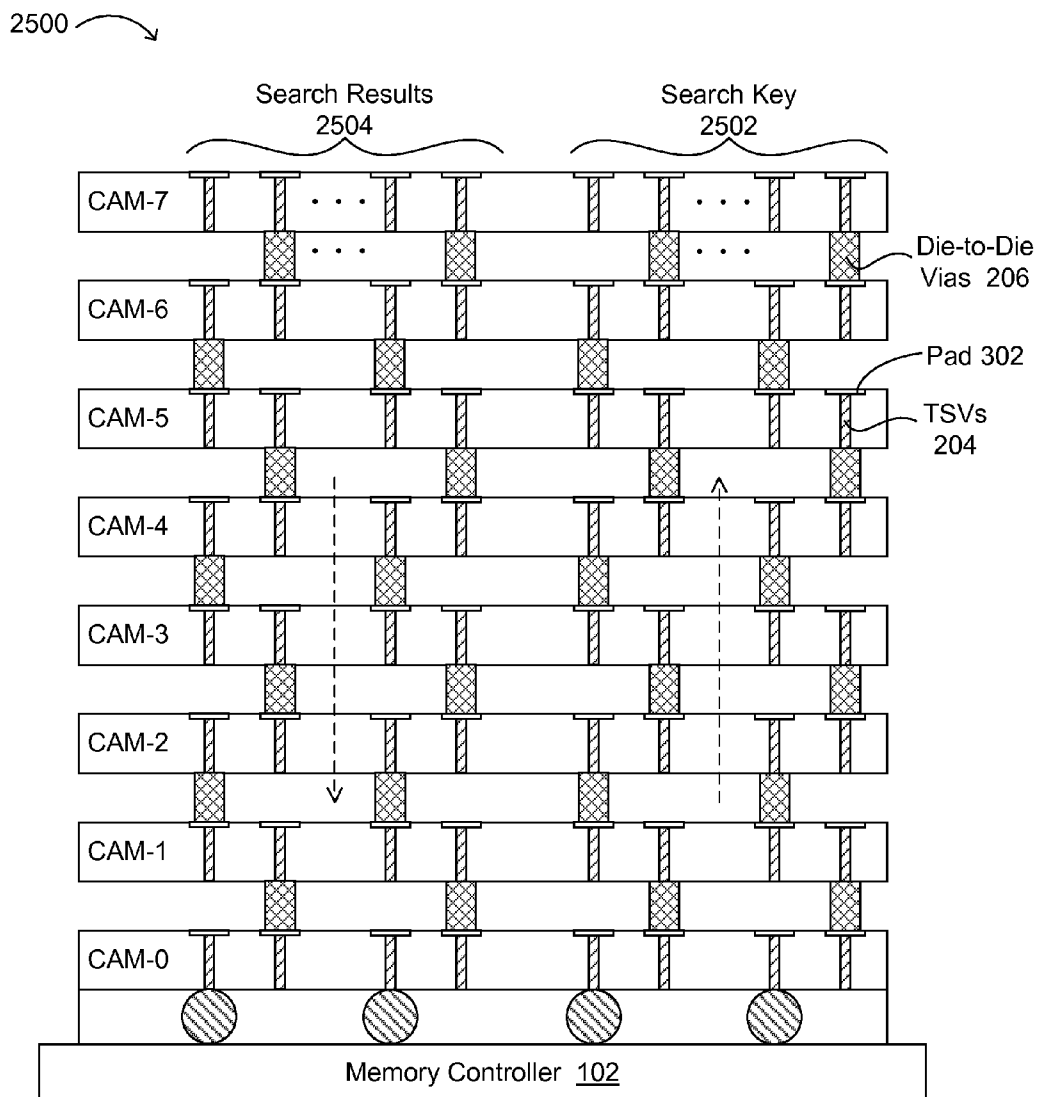 2500
Search Results
2504
Search Key
2502
CAM-7
Die-to-Die
Vias 206
CAM-6
Pad 302
CAM-5
TSVs
204
CAM-4
CAM-3
CAM-2
CAM-1
CAM-0
Memory Controller 102